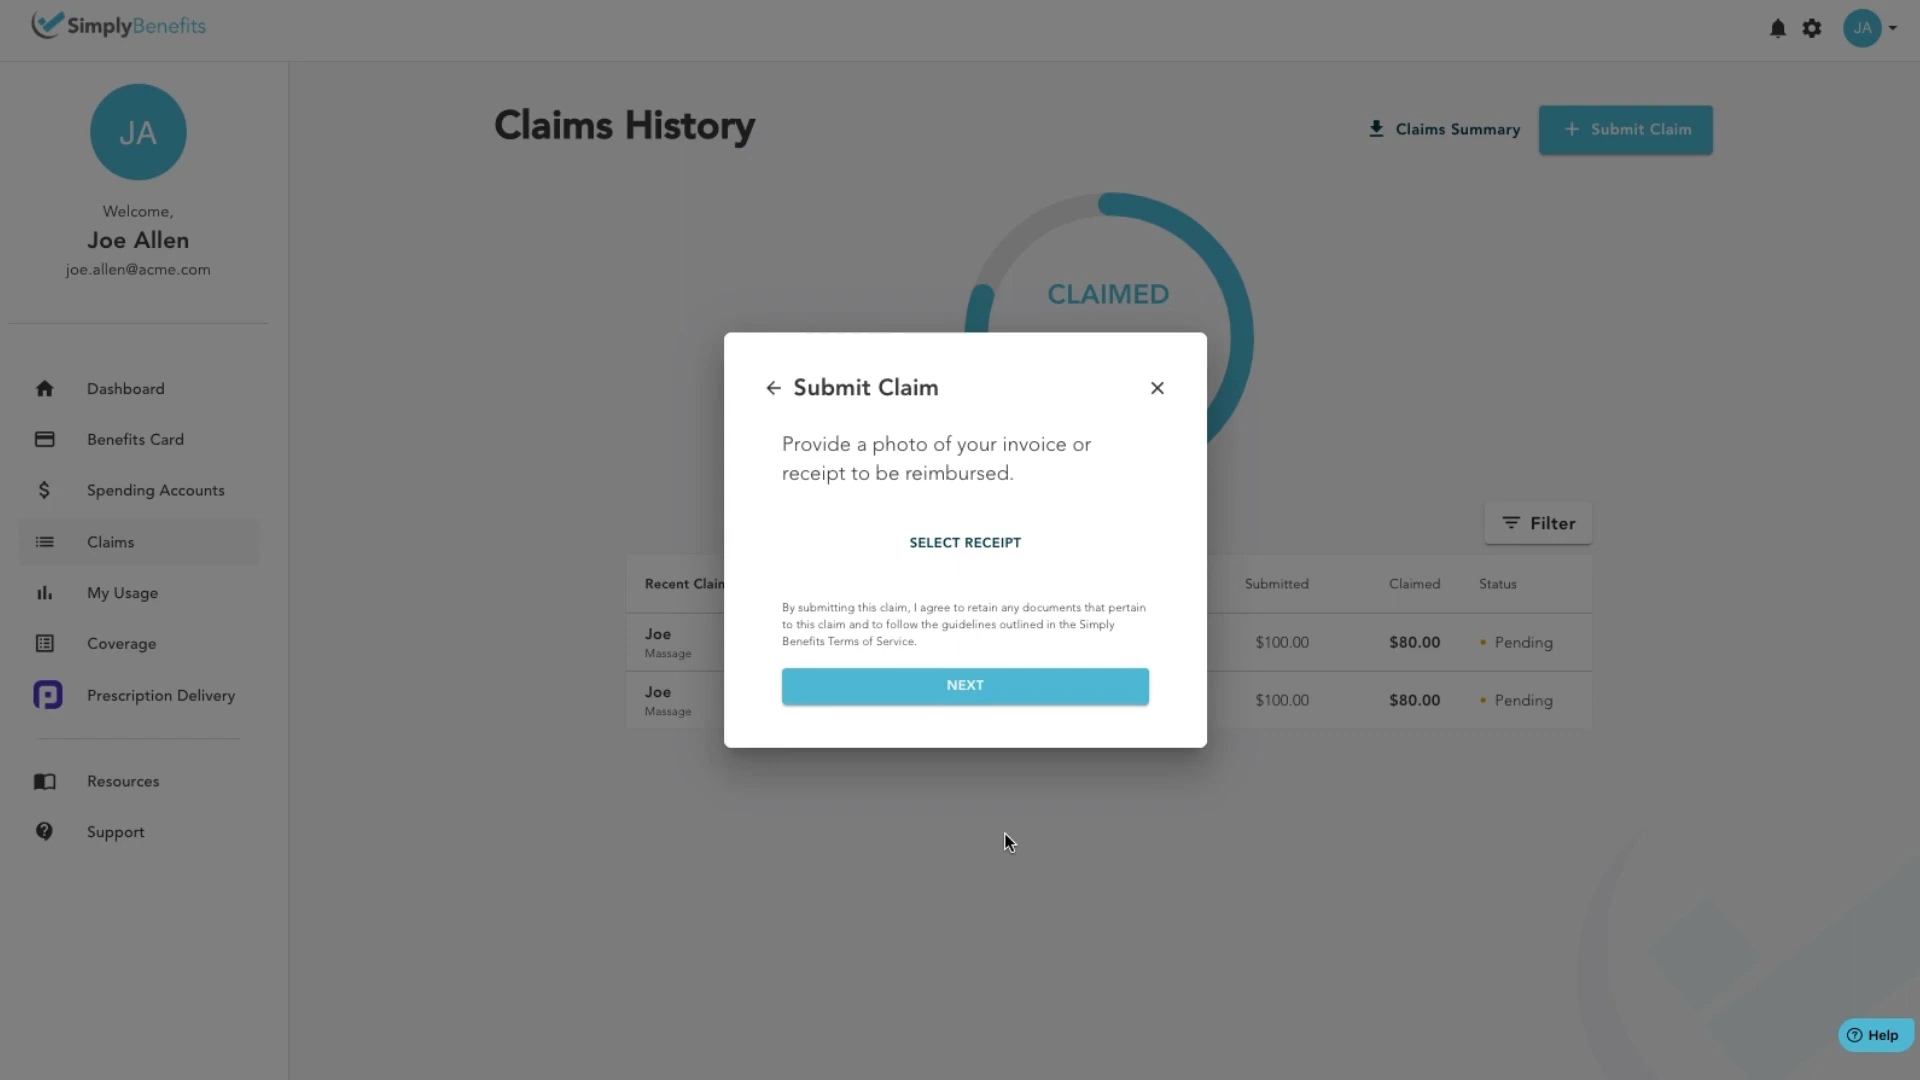 SimplyBenefits
JA
JA
Welcome,
Joe Allen
joe.allen@acme.com
Dashboard
Benefits Card
Spending Accounts
Claims
My Usage
Coverage
Prescription Delivery
Resources
Support
Claims History
Claims Summary
+ Submit Claim
CLAIMED
Submit Claim
Provide a photo of your invoice or
receipt to be reimbursed.
SELECT RECEIPT
By submitting this claim, I agree to retain any documents that pertain
to this claim and to follow the guidelines outlined in the Simply
Benefits Terms of Service.
NEXT
Filter
Recent Submitted Claimed Status
Joe
Massage
$100.00 $80.00 Pending
Joe
Massage
$100.00 $80.00 Pending
Help